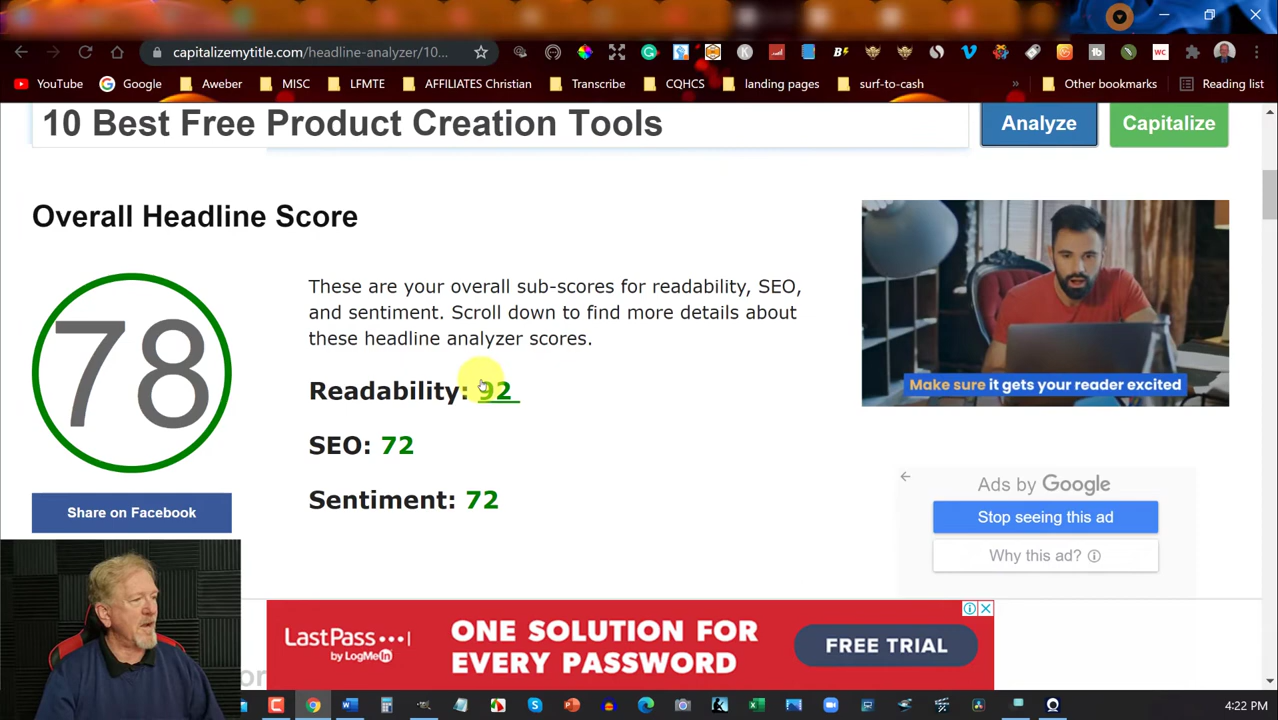 capitalizemytitle.com/headline-analyzer/10...
YouTube
Google
Aweber
MISC
LFMTE
AFFILIATES Christian
Transcribe
CQHCS
landing pages
surf-to-cash
»
Other bookmarks
Reading list
10 Best Free Product Creation Tools
Analyze
Capitalize
Overall Headline Score
78
Share on Facebook
These are your overall sub-scores for readability, SEO,
and sentiment. Scroll down to find more details about
these headline analyzer scores.
Readability: 92
SEO: 72
Sentiment: 72
Make sure it gets your reader excited
Ads by Google
Stop seeing this ad
Why this ad?
LastPass
by LogMeIn
ONE SOLUTION FOR
EVERY PASSWORD
FREE TRIAL
4:22 PM